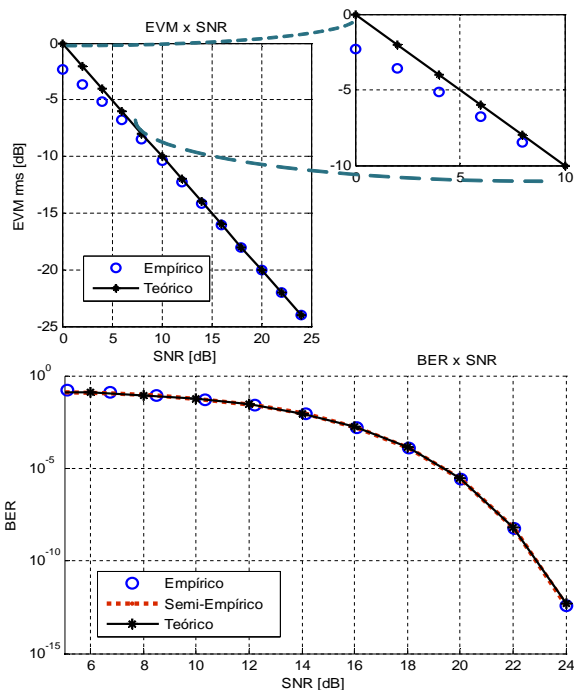 EVM x SNR
0
-5
-10
-15
-20
-25
EVM rms [dB]
Empírico
Teórico
0 5 10 15 20 25
SNR [dB]
0
-5
-10
0 5 10
BER x SNR
10^0
10^-5
10^-10
10^-15
BER
Empírico
Semi-Empírico
Teórico
6 8 10 12 14 16 18 20 22 24
SNR [dB]